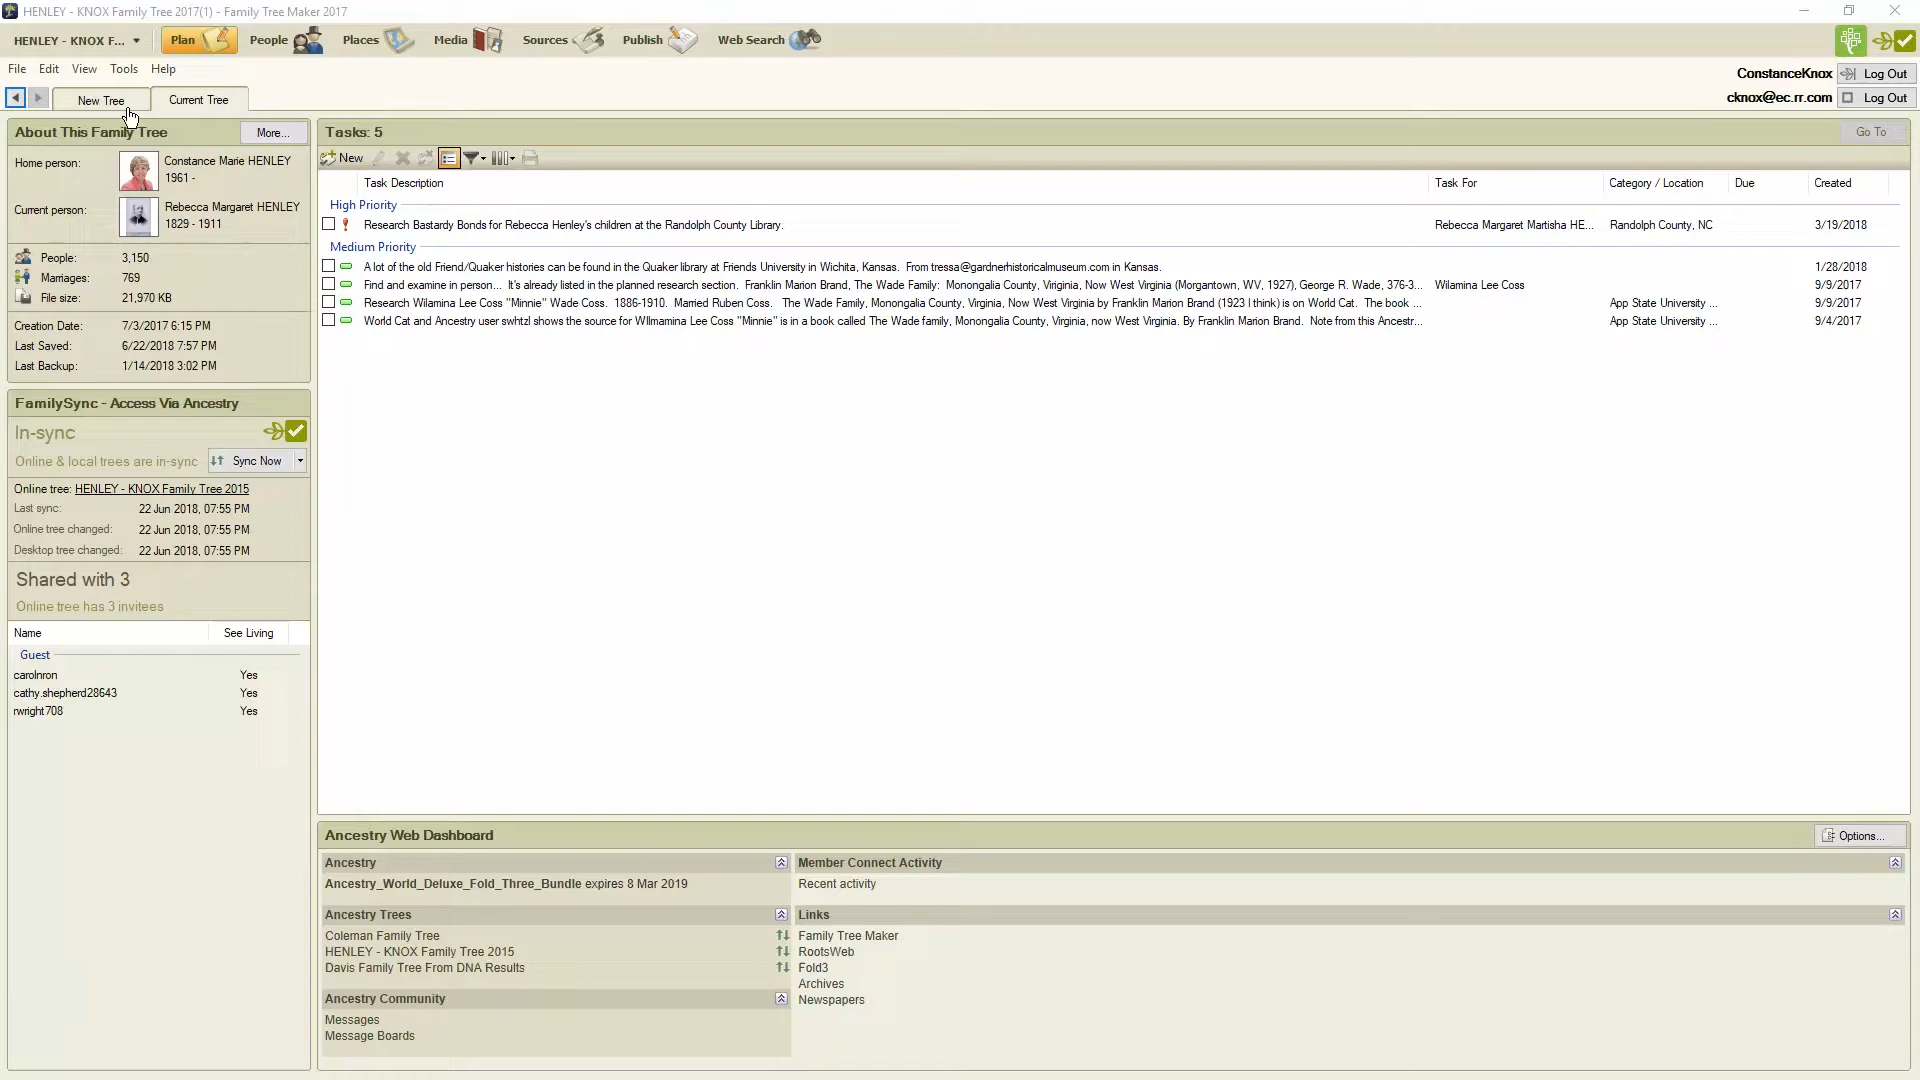 HENLEY - KNOX Family Tree 2017(1) - Family Tree Maker 2017
HENLEY - KNOX F... Plan People Places Media Sources Publish Web Search
File Edit View Tools Help
ConstanceKnox Log Out
cknox@ec.rr.com Log Out
New Tree Current Tree
About This Family Tree More...
Home person: Constance Marie HENLEY
1961 -
Current person: Rebecca Margaret HENLEY
1829 - 1911
People: 3,150
Marriages: 769
File size: 21,970 KB
Creation Date: 7/3/2017 6:15 PM
Last Saved: 6/22/2018 7:57 PM
Last Backup: 1/14/2018 3:02 PM
FamilySync - Access Via Ancestry
In-sync
Online & local trees are in-sync Sync Now
Online tree: HENLEY - KNOX Family Tree 2015
Last sync: 22 Jun 2018, 07:55 PM
Online tree changed: 22 Jun 2018, 07:55 PM
Desktop tree changed: 22 Jun 2018, 07:55 PM
Shared with 3
Online tree has 3 invitees
Name See Living
Guest
carolnron Yes
cathy.shepherd28643 Yes
rwright708 Yes
Tasks: 5 Go To
New
Task Description Task For Category / Location Due Created
High Priority
Research Bastardy Bonds for Rebecca Henley's children at the Randolph County Library. Rebecca Margaret Martisha HE... Randolph County, NC 3/19/2018
Medium Priority
A lot of the old Friend/Quaker histories can be found in the Quaker library at Friends University in Wichita, Kansas. From tressa@gardnerhistoricalmuseum.com in Kansas. 1/28/2018
Find and examine in person... It's already listed in the planned research section. Franklin Marion Brand, The Wade Family: Monongalia County, Virginia, Now West Virginia (Morgantown, WV, 1927), George R. Wade, 376-3... Wilamina Lee Coss 9/9/2017
Research Wilamina Lee Coss "Minnie" Wade Coss. 1886-1910. Married Ruben Coss. The Wade Family, Monongalia County, Virginia, Now West Virginia by Franklin Marion Brand (1923 I think) is on World Cat. The book ... App State University ... 9/9/2017
World Cat and Ancestry user swhtzl shows the source for WIlmamina Lee Coss "Minnie" is in a book called The Wade family, Monongalia County, Virginia, now West Virginia. By Franklin Marion Brand. Note from this Ancestr... App State University ... 9/4/2017
Ancestry Web Dashboard Options...
Ancestry
Ancestry_World_Deluxe_Fold_Three_Bundle expires 8 Mar 2019
Ancestry Trees
Coleman Family Tree
HENLEY - KNOX Family Tree 2015
Davis Family Tree From DNA Results
Ancestry Community
Messages
Message Boards
Member Connect Activity
Recent activity
Links
Family Tree Maker
RootsWeb
Fold3
Archives
Newspapers